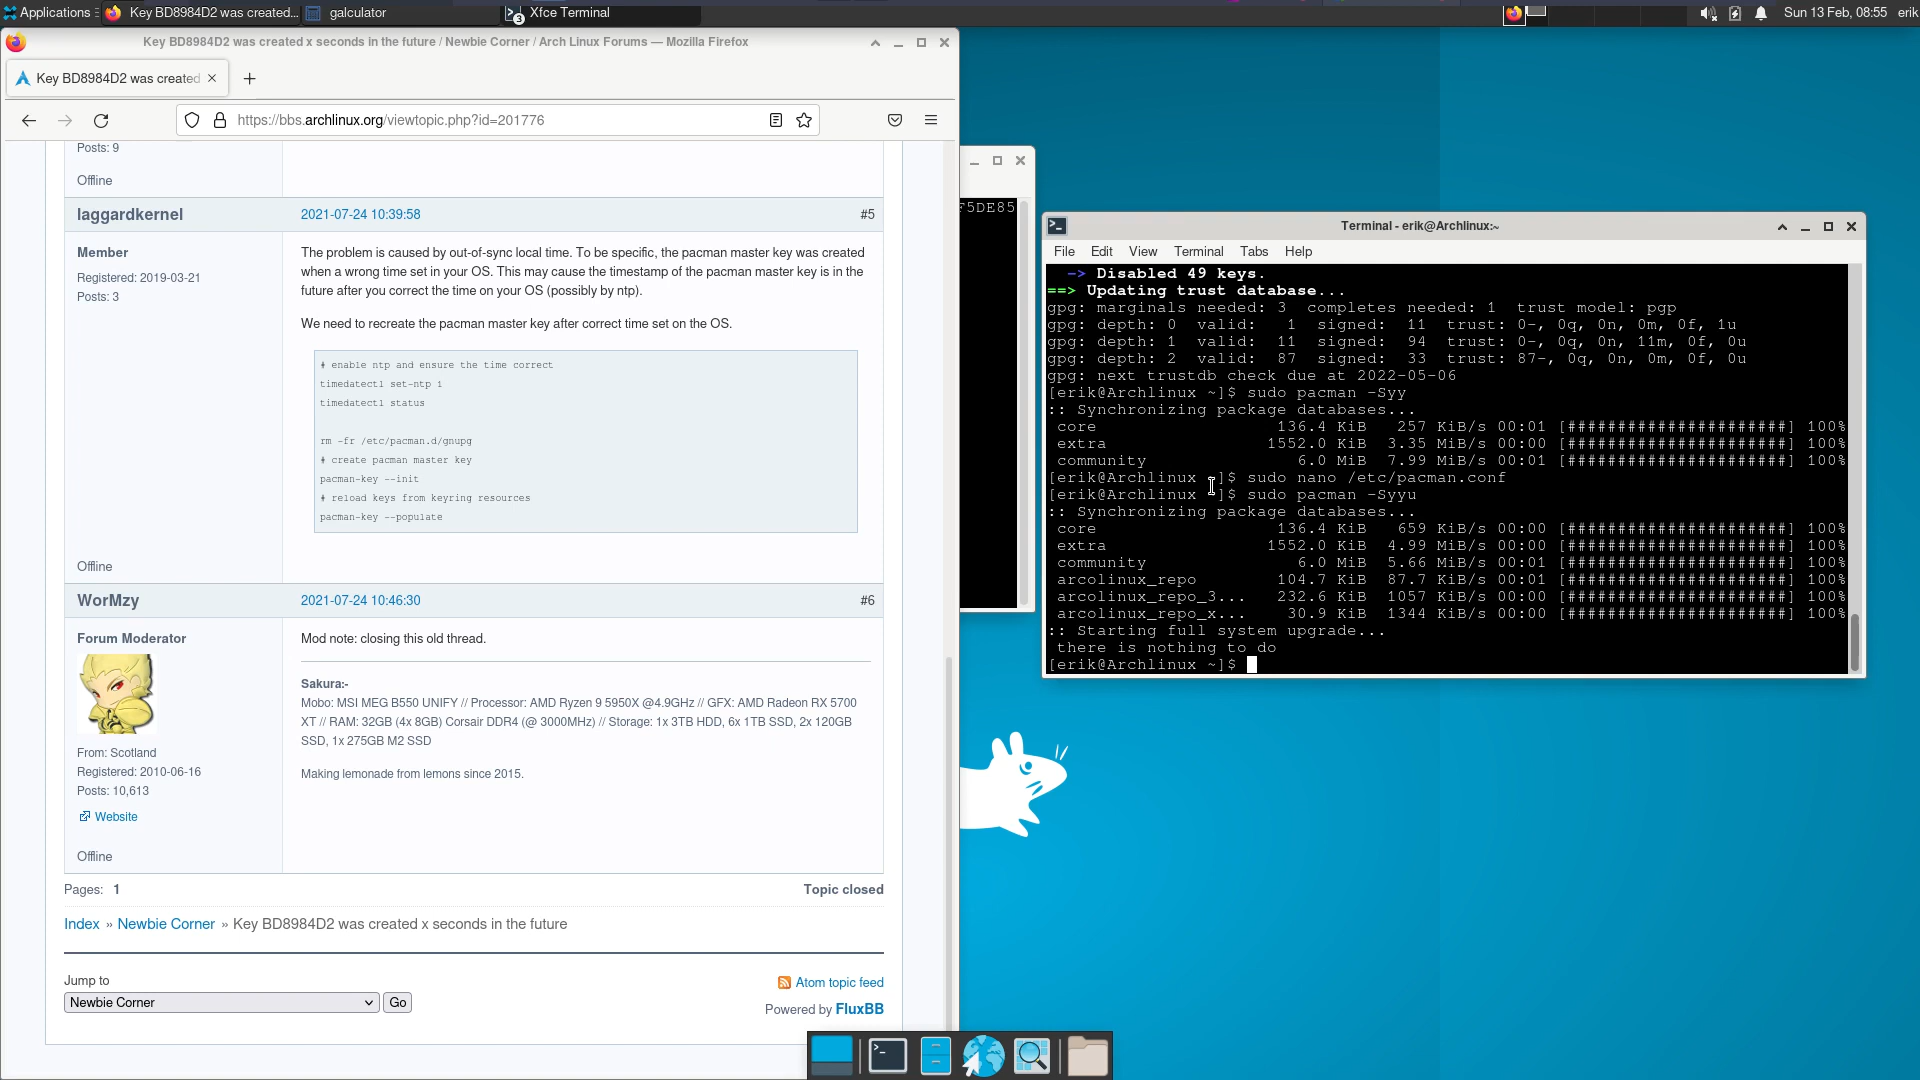 Applications
Key BD8984D2 was created...
galculator
Xfce Terminal
3
Sun 13 Feb, 08:55
erik
Key BD8984D2 was created x seconds in the future / Newbie Corner / Arch Linux Forums — Mozilla Firefox
Key BD8984D2 was created
https://bbs.archlinux.org/viewtopic.php?id=201776
Posts: 9
Offline
laggardkernel
2021-07-24 10:39:58
#5
Member
Registered: 2019-03-21
Posts: 3
The problem is caused by out-of-sync local time. To be specific, the pacman master key was created
when a wrong time set in your OS. This may cause the timestamp of the pacman master key is in the
future after you correct the time on your OS (possibly by ntp).
We need to recreate the pacman master key after correct time set on the OS.
# enable ntp and ensure the time correct
timedatectl set-ntp 1
timedatectl status
rm -fr /etc/pacman.d/gnupg
# create pacman master key
pacman-key --init
# reload keys from keyring resources
pacman-key --populate
Offline
WorMzy
2021-07-24 10:46:30
#6
Forum Moderator
From: Scotland
Registered: 2010-06-16
Posts: 10,613
Website
Offline
Mod note: closing this old thread.
Sakura:-
Mobo: MSI MEG B550 UNIFY // Processor: AMD Ryzen 9 5950X @4.9GHz // GFX: AMD Radeon RX 5700
XT // RAM: 32GB (4x 8GB) Corsair DDR4 (@ 3000MHz) // Storage: 1x 3TB HDD, 6x 1TB SSD, 2x 120GB
SSD, 1x 275GB M2 SSD
Making lemonade from lemons since 2015.
Pages: 1
Topic closed
Index » Newbie Corner » Key BD8984D2 was created x seconds in the future
Jump to
Newbie Corner
Go
Atom topic feed
Powered by FluxBB
F5DE85
Terminal - erik@Archlinux:~
File Edit View Terminal Tabs Help
-> Disabled 49 keys.
==> Updating trust database...
gpg: marginals needed: 3 completes needed: 1 trust model: pgp
gpg: depth: 0 valid: 1 signed: 11 trust: 0-, 0q, 0n, 0m, 0f, 1u
gpg: depth: 1 valid: 11 signed: 94 trust: 0-, 0q, 0n, 11m, 0f, 0u
gpg: depth: 2 valid: 87 signed: 33 trust: 87-, 0q, 0n, 0m, 0f, 0u
gpg: next trustdb check due at 2022-05-06
[erik@Archlinux ~]$ sudo pacman -Syy
:: Synchronizing package databases...
core 136.4 KiB 257 KiB/s 00:01 [######################] 100%
extra 1552.0 KiB 3.35 MiB/s 00:00 [######################] 100%
community 6.0 MiB 7.99 MiB/s 00:01 [######################] 100%
[erik@Archlinux ~]$ sudo nano /etc/pacman.conf
[erik@Archlinux ~]$ sudo pacman -Syyu
:: Synchronizing package databases...
core 136.4 KiB 659 KiB/s 00:00 [######################] 100%
extra 1552.0 KiB 4.99 MiB/s 00:00 [######################] 100%
community 6.0 MiB 5.66 MiB/s 00:01 [######################] 100%
arcolinux_repo 104.7 KiB 87.7 KiB/s 00:01 [######################] 100%
arcolinux_repo_3... 232.6 KiB 1057 KiB/s 00:00 [######################] 100%
arcolinux_repo_x... 30.9 KiB 1344 KiB/s 00:00 [######################] 100%
:: Starting full system upgrade...
there is nothing to do
[erik@Archlinux ~]$